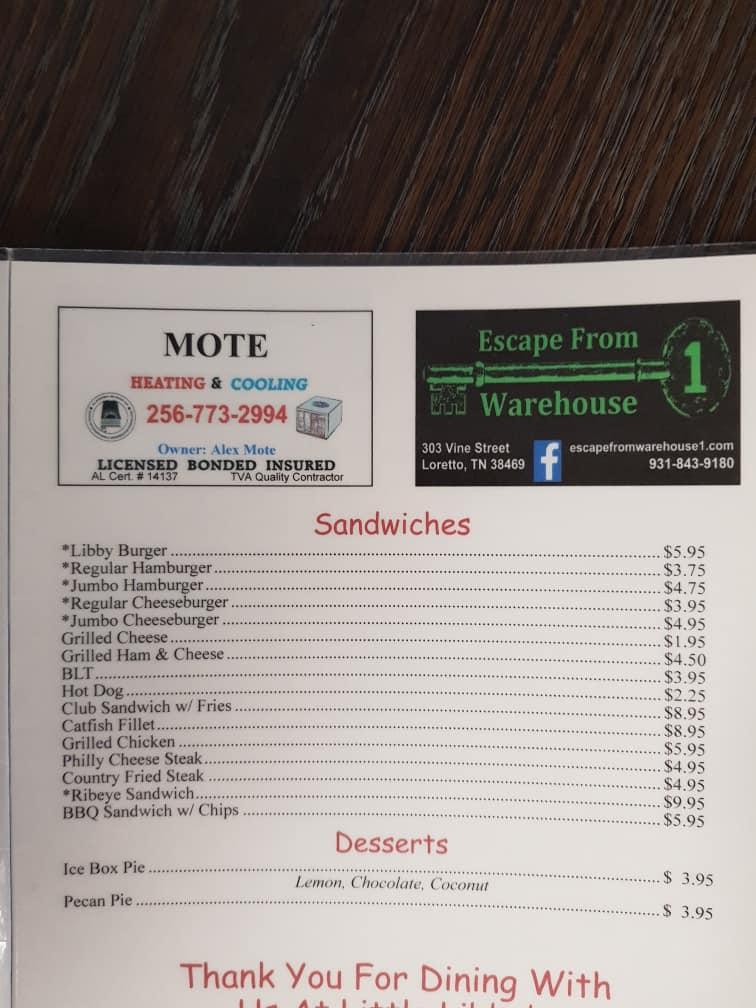 MOTE
HEATING & COOLING
256-773-2994
Owner: Alex Mote
LICENSED BONDED INSURED
AL Cert. # 14137 TVA Quality Contractor
Escape From
1
Warehouse
303 Vine Street
Loretto, TN 38469
f
escapefromwarehouse1.com
931-843-9180
Sandwiches
*Libby Burger $5.95
*Regular Hamburger $3.75
*Jumbo Hamburger $4.75
*Regular Cheeseburger $3.95
*Jumbo Cheeseburger $4.95
Grilled Cheese $1.95
Grilled Ham & Cheese $4.50
BLT $3.95
Hot Dog $2.25
Club Sandwich w/ Fries $8.95
Catfish Fillet $8.95
Grilled Chicken $5.95
Philly Cheese Steak $4.95
Country Fried Steak $4.95
*Ribeye Sandwich $9.95
BBQ Sandwich w/ Chips $5.95
Desserts
Ice Box Pie $ 3.95
Lemon, Chocolate, Coconut
Pecan Pie $ 3.95
Thank You For Dining With
Us At Little